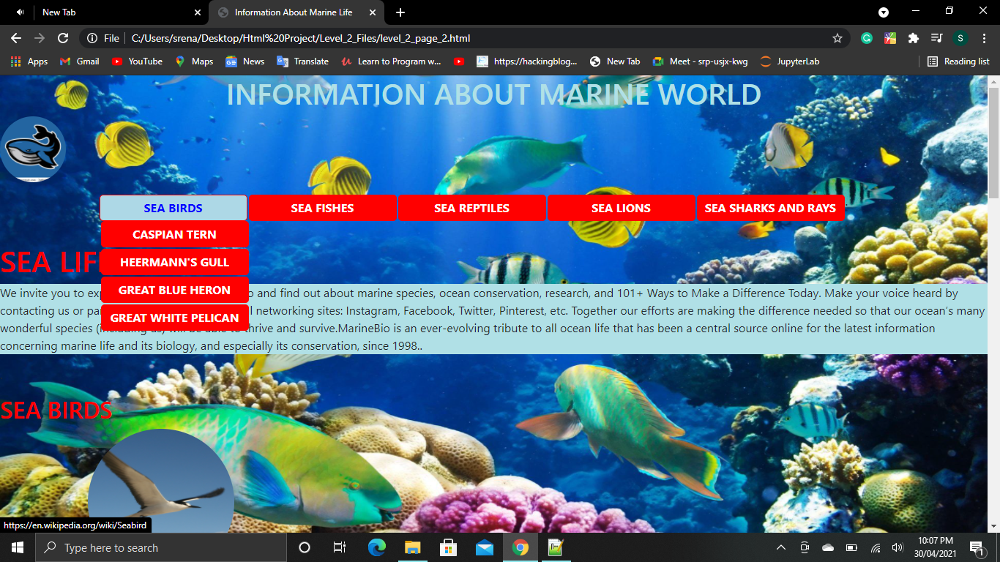 New Tab
Information About Marine Life
File
C:/Users/srena/Desktop/Html%20Project/Level_2_Files/level_2_page_2.html
S
Apps
Gmail
YouTube
Maps
News
Translate
Learn to Program w...
https://hackingblog...
New Tab
Meet - srp-usjx-kwg
JupyterLab
Reading list
INFORMATION ABOUT MARINE WORLD
SEA BIRDS
SEA FISHES
SEA REPTILES
SEA LIONS
SEA SHARKS AND RAYS
CASPIAN TERN
HEERMANN'S GULL
GREAT BLUE HERON
GREAT WHITE PELICAN
SEA LIF
We invite you to and find out about marine species, ocean conservation, research, and 101+ Ways to Make a Difference Today. Make your voice heard by
contacting us or networking sites: Instagram, Facebook, Twitter, Pinterest, etc. Together our efforts are making the difference needed so that our ocean's many
wonderful species (including us) will be able to thrive and survive.MarineBio is an ever-evolving tribute to all ocean life that has been a central source online for the latest information
concerning marine life and its biology, and especially its conservation, since 1998..
SEA BIRDS
https://en.wikipedia.org/wiki/Seabird
Type here to search
10:07 PM
30/04/2021
1